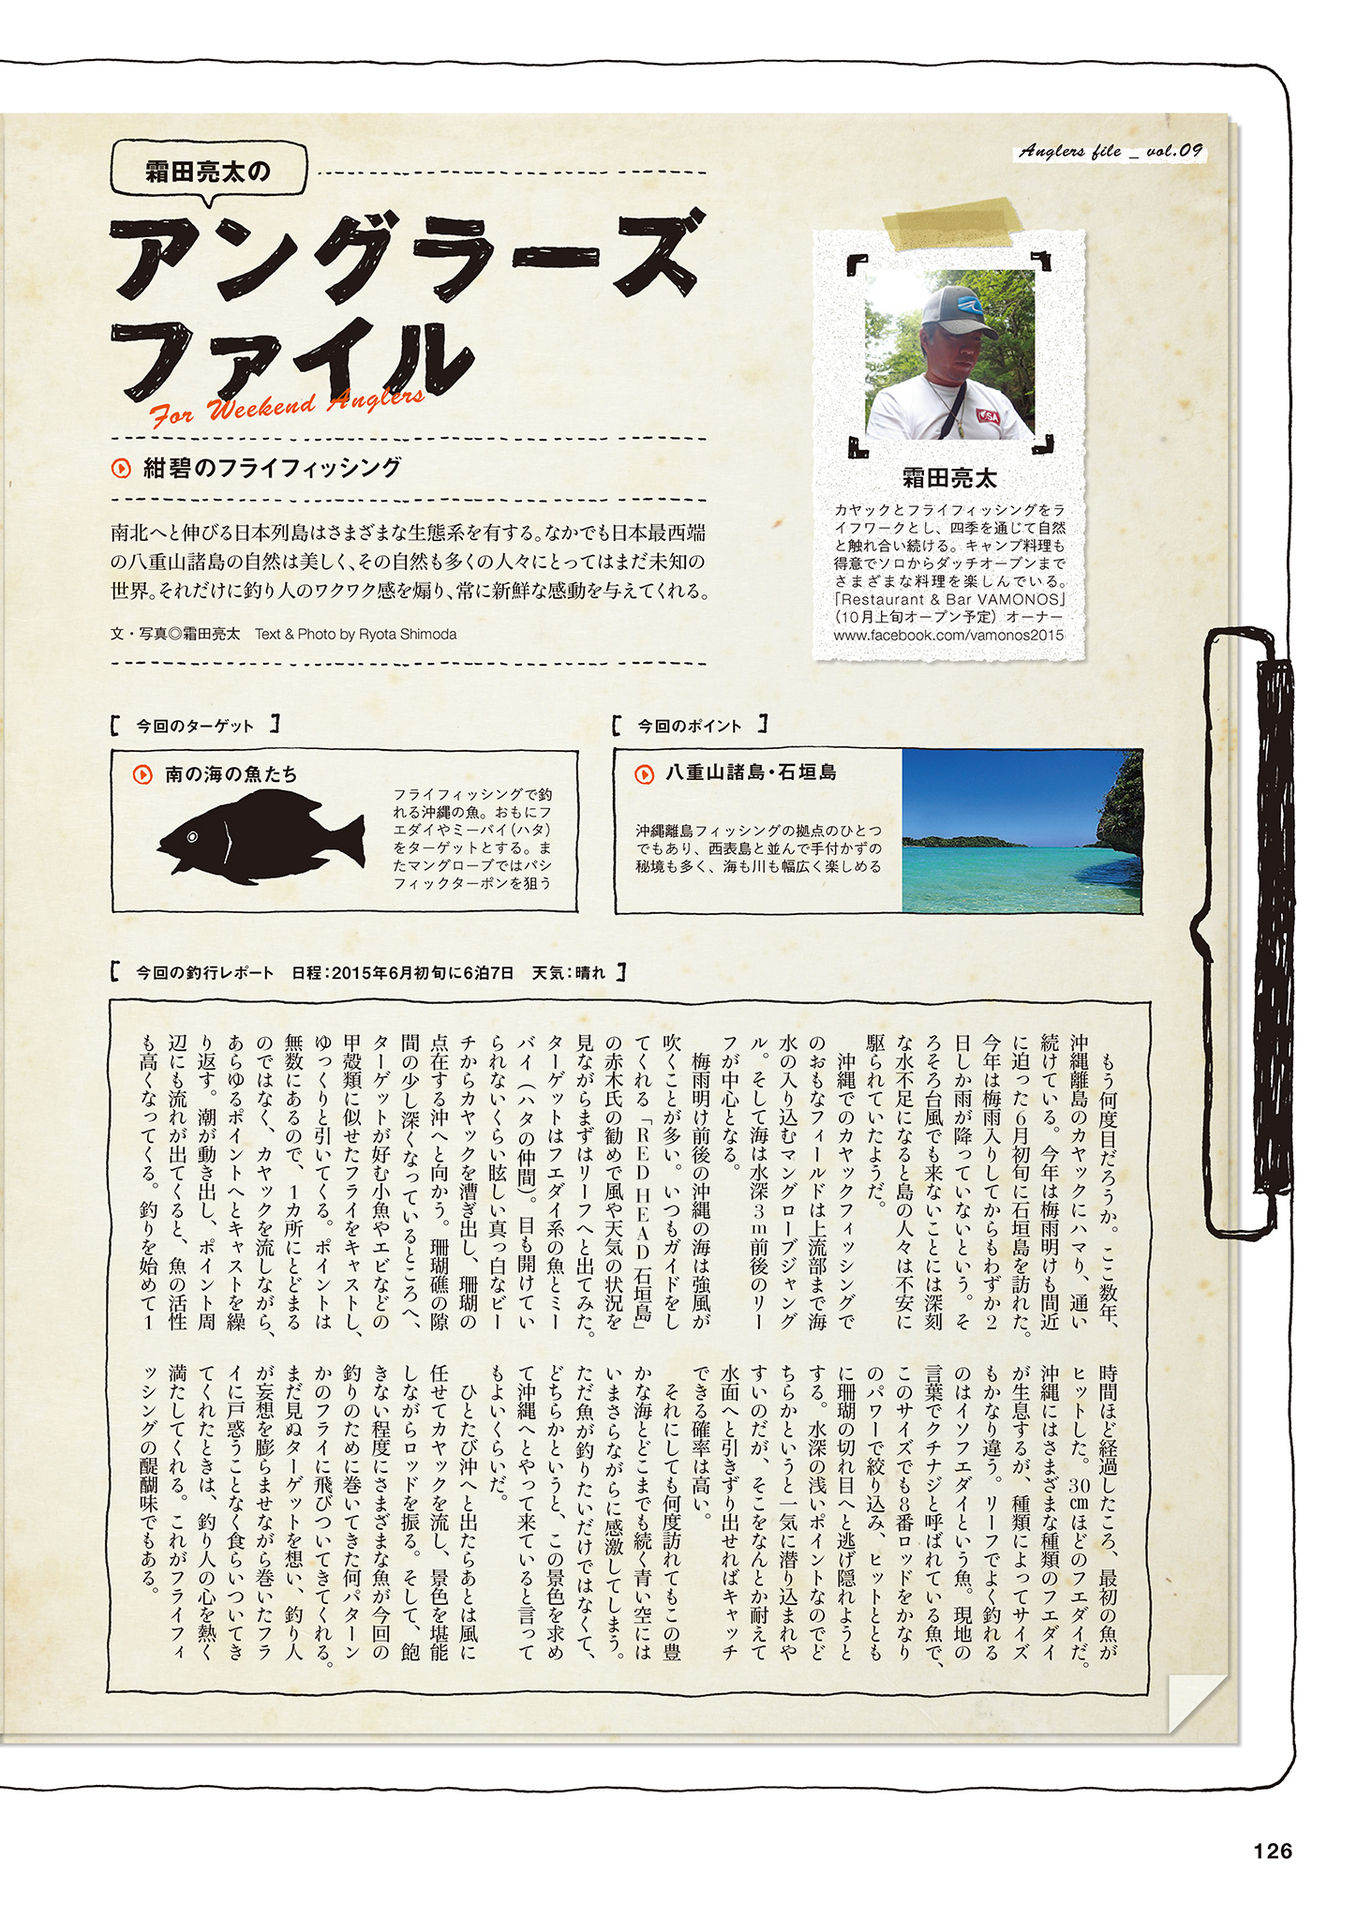 Anglers file _ vol.09
霜田亮太の
アングラーズ
ファイル
For Weekend Anglers
紺碧のフライフィッシング
南北へと伸びる日本列島はさまざまな生態系を有する。なかでも日本最西端
の八重山諸島の自然は美しく、その自然も多くの人々にとってはまだ未知の
世界。それだけに釣り人のワクワク感を煽り、常に新鮮な感動を与えてくれる。
文・写真◎霜田亮太 Text & Photo by Ryota Shimoda
霜田亮太
カヤックとフライフィッシングをラ
イフワークとし、四季を通じて自然
と触れ合い続ける。キャンプ料理も
得意でソロからダッチオーブンまで
さまざまな料理を楽しんでいる。
「Restaurant & Bar VAMONOS」
（10月上旬オープン予定）オーナー
www.facebook.com/vamonos2015
[ 今回のターゲット ]
南の海の魚たち
フライフィッシングで釣
れる沖縄の魚。おもにフ
エダイやミーバイ（ハタ）
をターゲットとする。ま
たマングローブではパシ
フィックターポンを狙う
[ 今回のポイント ]
八重山諸島・石垣島
沖縄離島フィッシングの拠点のひとつ
でもあり、西表島と並んで手付かずの
秘境も多く、海も川も幅広く楽しめる
[ 今回の釣行レポート 日程：2015年6月初旬に6泊7日 天気：晴れ ]
もう何度目だろうか。ここ数年、
沖縄離島のカヤックにハマり、通い
続けている。今年は梅雨明けも間近
に迫った6月初旬に石垣島を訪れた。
今年は梅雨入りしてからもわずか2
日しか雨が降っていないという。そ
ろそろ台風でも来ないことには深刻
な水不足になると島の人々は不安に
駆られていたようだ。
沖縄でのカヤックフィッシングで
のおもなフィールドは上流部まで海
水の入り込むマングローブジャング
ル。そして海は水深3m前後のリー
フが中心となる。
梅雨明け前後の沖縄の海は強風が
吹くことが多い。いつもガイドをし
てくれる「RED HEAD石垣島」
の赤木氏の勧めで風や天気の状況を
見ながらまずはリーフへと出てみた。
ターゲットはフエダイ系の魚とミー
バイ（ハタの仲間）。目も開けてい
られないくらい眩しい真っ白なビー
チからカヤックを漕ぎ出し、珊瑚の
点在する沖へと向かう。珊瑚礁の隙
間の少し深くなっているところへ、
ターゲットが好む小魚やエビなどの
甲殻類に似せたフライをキャストし、
ゆっくりと引いてくる。ポイントは
無数にあるので、1カ所にとどまる
のではなく、カヤックを流しながら、
あらゆるポイントへとキャストを繰
り返す。潮が動き出し、ポイント周
辺にも流れが出てくると、魚の活性
も高くなってくる。釣りを始めて1
時間ほど経過したころ、最初の魚が
ヒットした。30㎝ほどのフエダイだ。
沖縄にはさまざまな種類のフエダイ
が生息するが、種類によってサイズ
もかなり違う。リーフでよく釣れる
のはイソフエダイという魚。現地の
言葉でクチナジと呼ばれている魚で、
このサイズでも8番ロッドをかなり
のパワーで絞り込み、ヒットととも
に珊瑚の切れ目へと逃げ隠れようと
する。水深の浅いポイントなのでど
ちらかというと一気に潜り込まれや
すいのだが、そこをなんとか耐えて
水面へと引きずり出せればキャッチ
できる確率は高い。
それにしても何度訪れてもこの豊
かな海とどこまでも続く青い空には
いまさらながらに感激してしまう。
ただ魚が釣りたいだけではなくて、
どちらかというと、この景色を求め
て沖縄へとやって来ていると言って
もよいくらいだ。
ひとたび沖へと出たらあとは風に
任せてカヤックを流し、景色を堪能
しながらロッドを振る。そして、飽
きない程度にさまざまな魚が今回の
釣りのために巻いてきた何パターン
かのフライに飛びついてきてくれる。
まだ見ぬターゲットを想い、釣り人
が妄想を膨らませながら巻いたフラ
イに戸惑うことなく食らいついてき
てくれたときは、釣り人の心を熱く
満たしてくれる。これがフライフィ
ッシングの醍醐味でもある。
126